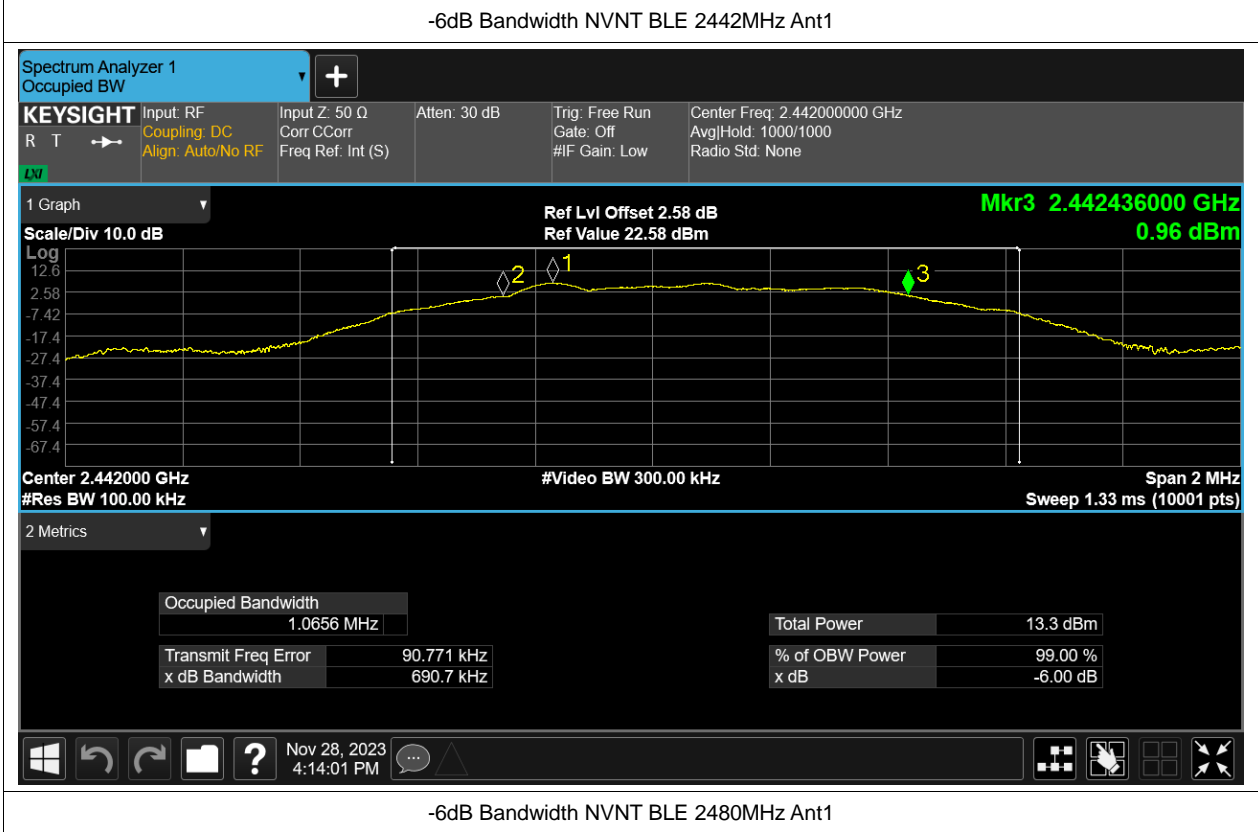 -6dB Bandwidth NVNT BLE 2442MHz Ant1
Spectrum Analyzer 1
Occupied BW
KEYSIGHT
R T
LXI
Input: RF
Coupling: DC
Align: Auto/No RF
Input Z: 50 Ω
Corr CCorr
Freq Ref: Int (S)
Atten: 30 dB
Trig: Free Run
Gate: Off
#IF Gain: Low
Center Freq: 2.442000000 GHz
Avg|Hold: 1000/1000
Radio Std: None
1 Graph
Scale/Div 10.0 dB
Ref Lvl Offset 2.58 dB
Ref Value 22.58 dBm
Mkr3 2.442436000 GHz
0.96 dBm
Log
12.6
2.58
-7.42
-17.4
-27.4
-37.4
-47.4
-57.4
-67.4
2
1
3
Center 2.442000 GHz
#Res BW 100.00 kHz
#Video BW 300.00 kHz
Span 2 MHz
Sweep 1.33 ms (10001 pts)
2 Metrics
Occupied Bandwidth
1.0656 MHz
Transmit Freq Error 90.771 kHz
x dB Bandwidth 690.7 kHz
Total Power 13.3 dBm
% of OBW Power 99.00 %
x dB -6.00 dB
?
Nov 28, 2023
4:14:01 PM
-6dB Bandwidth NVNT BLE 2480MHz Ant1